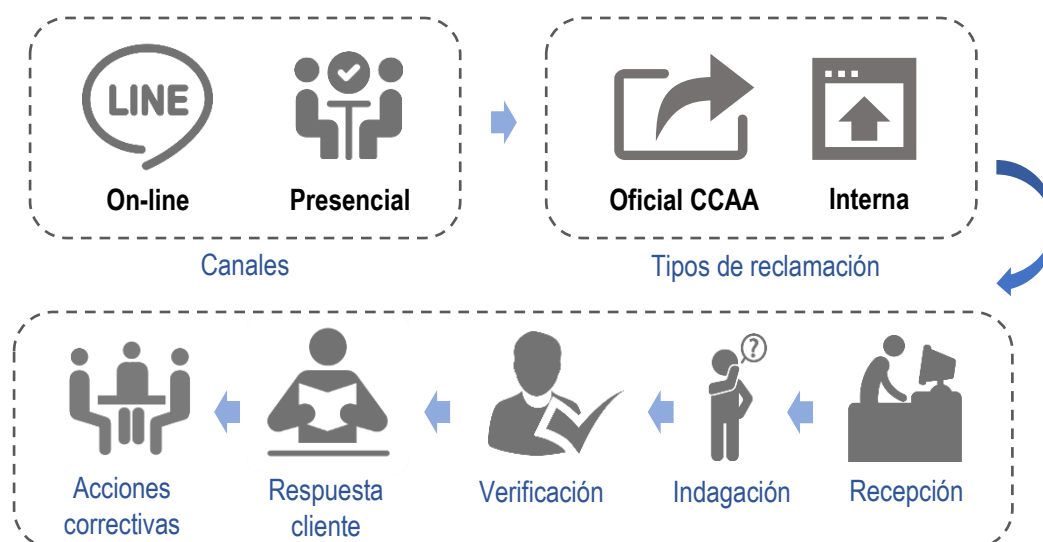 LINE
On-line
Presencial
Canales
Oficial CCAA
Interna
Tipos de reclamación
?
Acciones
correctivas
Respuesta
cliente
Verificación
Indagación
Recepción